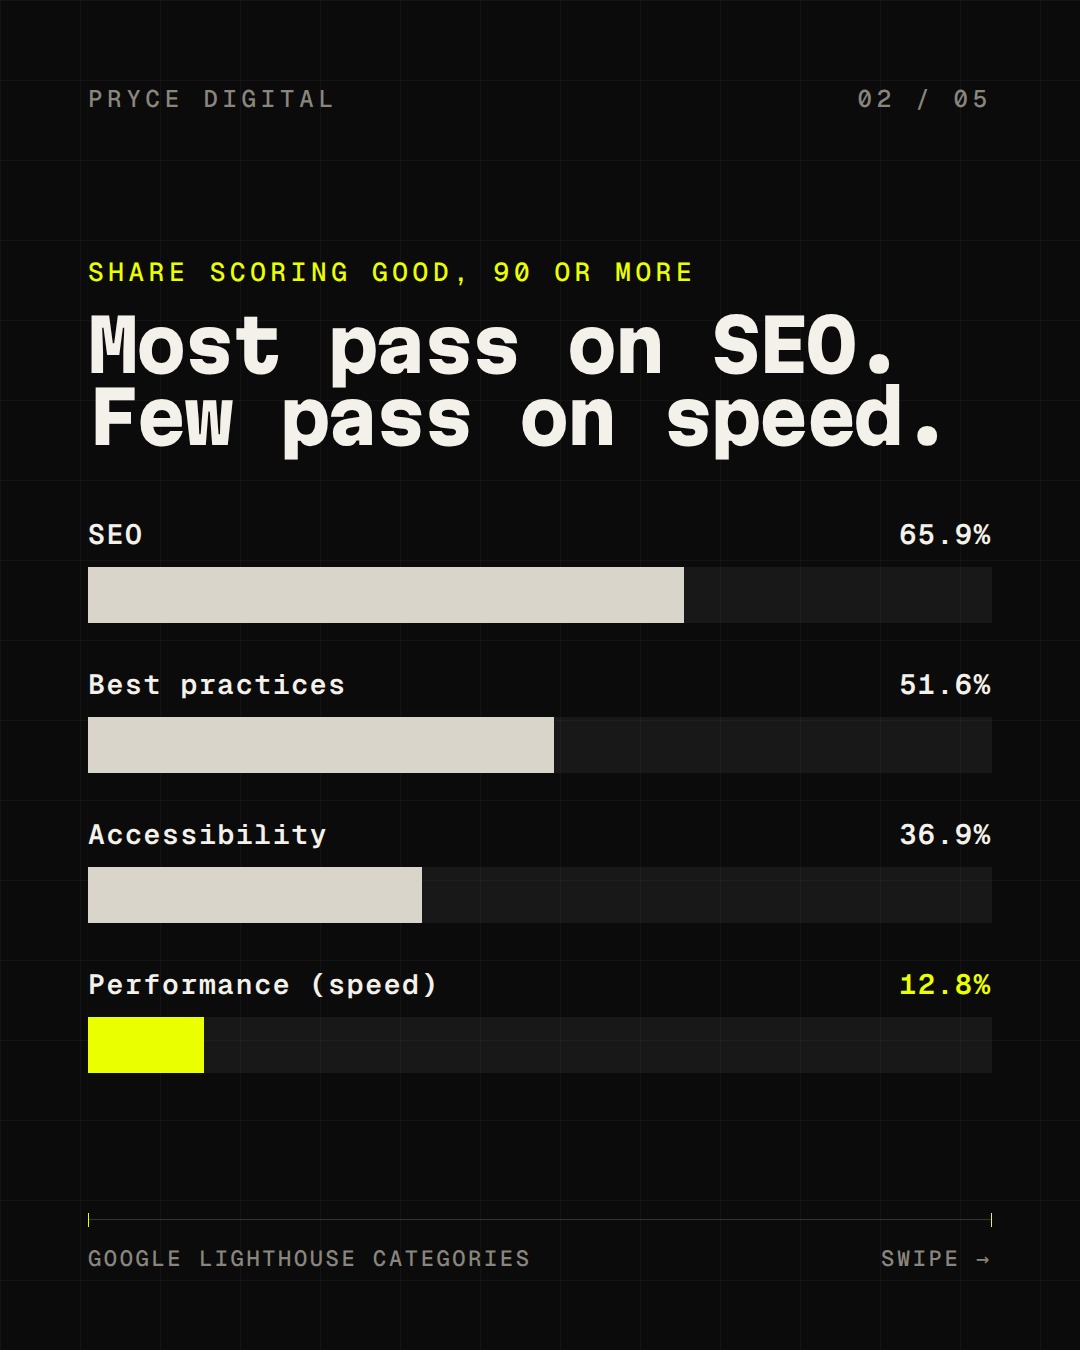 PRYCE DIGITAL
02 / 05
SHARE SCORING GOOD, 90 OR MORE
Most pass on SEO.
Few pass on speed.
SEO 65.9%
Best practices 51.6%
Accessibility 36.9%
Performance (speed) 12.8%
GOOGLE LIGHTHOUSE CATEGORIES
SWIPE →